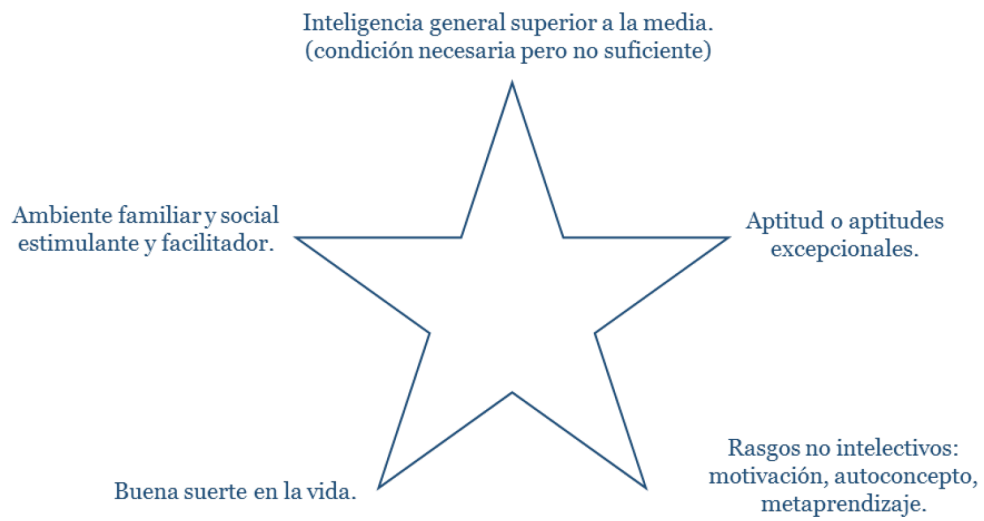 Inteligencia general superior a la media.
(condición necesaria pero no suficiente)
Ambiente familiar y social
estimulante y facilitador.
Aptitud o aptitudes
excepcionales.
Buena suerte en la vida.
Rasgos no intelectivos:
motivación, autoconcepto,
metaprendizaje.